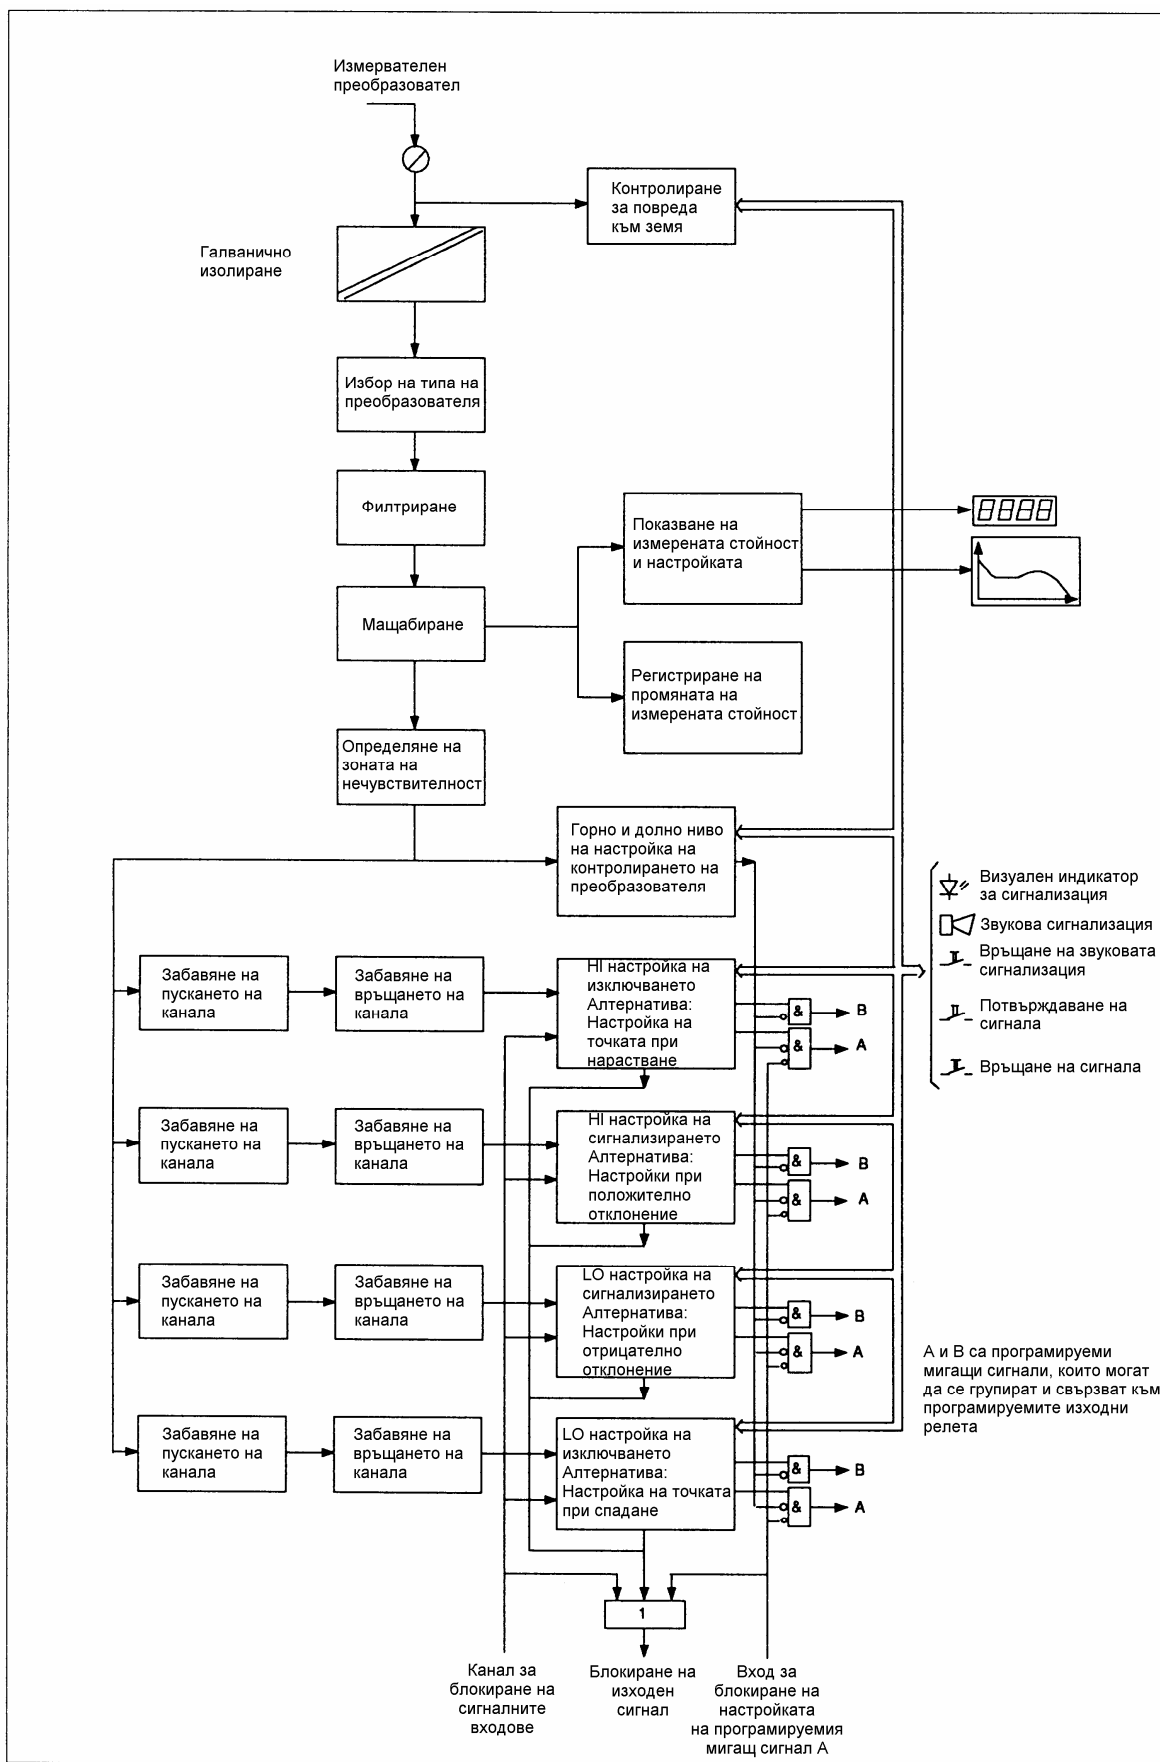 Измервателен
преобразовател
Контролиране
за повреда
към земя
Галванично
изолиране
Избор на типа на
преобразователя
Филтриране
Показване на
измерената стойност
и настройката
8888
Мащабиране
Регистриране на
промяната на
измерената стойност
Определяне на
зоната на
нечувствителност
Горно и долно ниво
на настройка на
контролирането на
преобразователя
Визуален индикатор
за сигнализация
Звукова сигнализация
Връщане на звуковата
сигнализация
Потвърждаване на
сигнала
Връщане на сигнала
Забавяне на
пускането на
канала
Забавяне на
връщането на
канала
HI настройка на
изключването
Алтернатива:
Настройка на
точката при
нарастване
&
B
&
A
Забавяне на
пускането на
канала
Забавяне на
връщането на
канала
HI настройка на
сигнализирането
Алтернатива:
Настройки при
положително
отклонение
&
B
&
A
Забавяне на
пускането на
канала
Забавяне на
връщането на
канала
LO настройка на
сигнализирането
Алтернатива:
Настройки при
отрицателно
отклонение
&
B
&
A
А и В са програмируеми
мигащи сигнали, които могат
да се групират и свързват към
програмируемите изходни
релета
Забавяне на
пускането на
канала
Забавяне на
връщането на
канала
LO настройка на
изключването
Алтернатива:
Настройка на точката
при спадане
&
B
&
A
1
Канал за
блокиране на
сигналните
входове
Блокиране на
изходен
сигнал
Вход за
блокиране на
настройката
на програмируемия
мигащ сигнал А